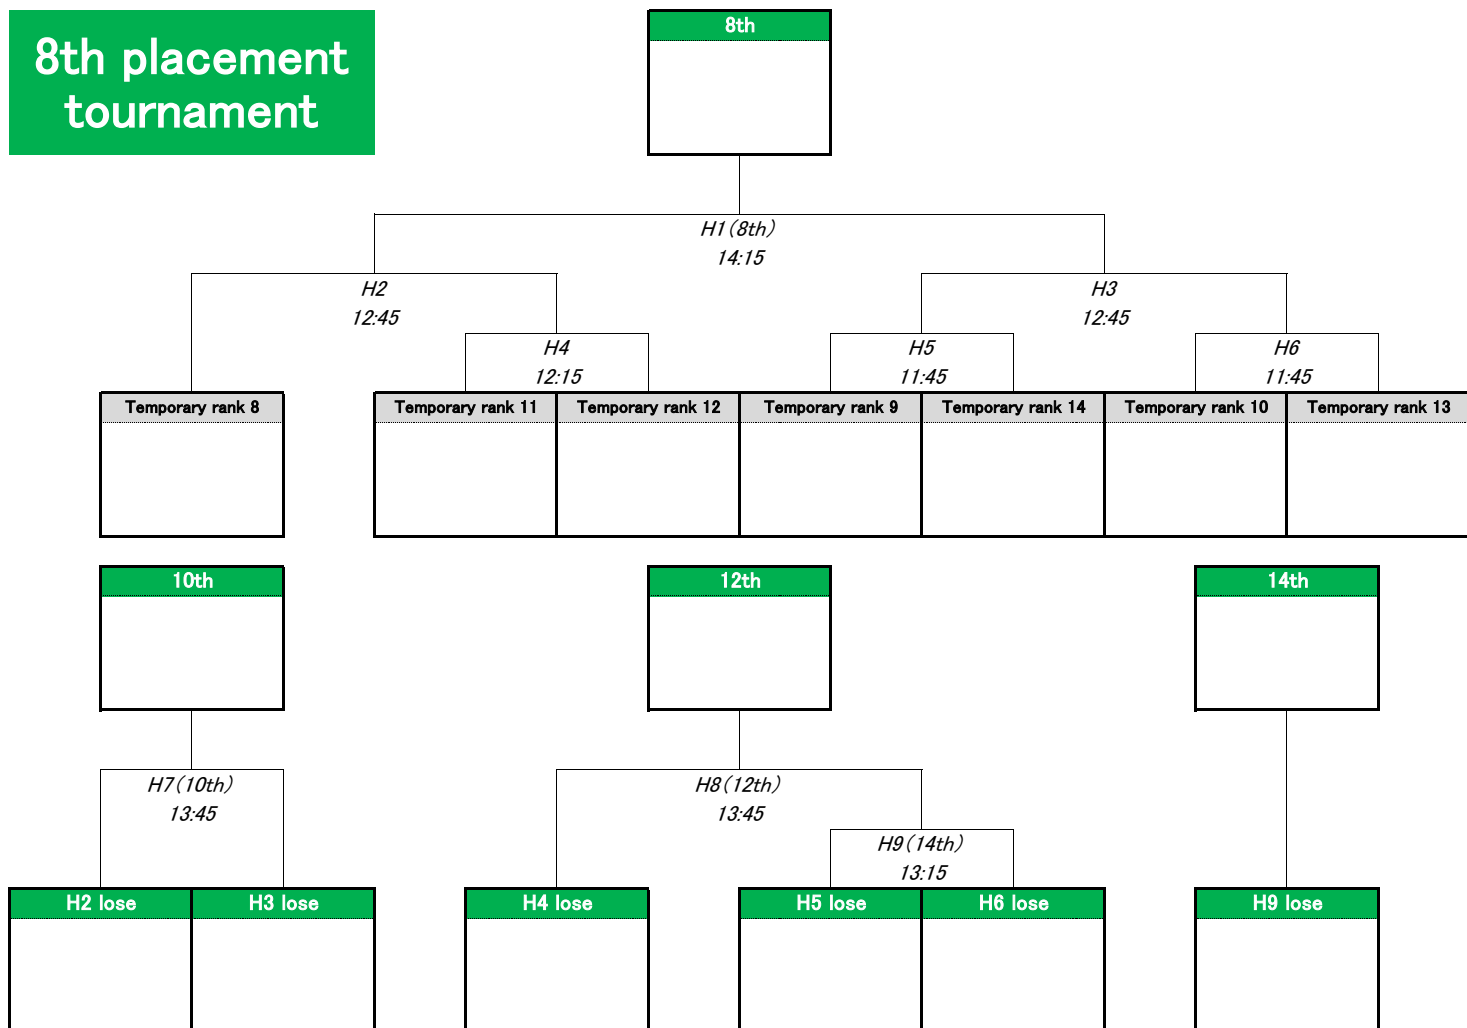 8th placement
tournament
8th
H1(8th)
14:15
H2
12:45
H3
12:45
H4
12:15
H5
11:45
H6
11:45
Temporary rank 8
Temporary rank 11
Temporary rank 12
Temporary rank 9
Temporary rank 14
Temporary rank 10
Temporary rank 13
10th
12th
14th
H7(10th)
13:45
H8(12th)
13:45
H9(14th)
13:15
H2 lose
H3 lose
H4 lose
H5 lose
H6 lose
H9 lose